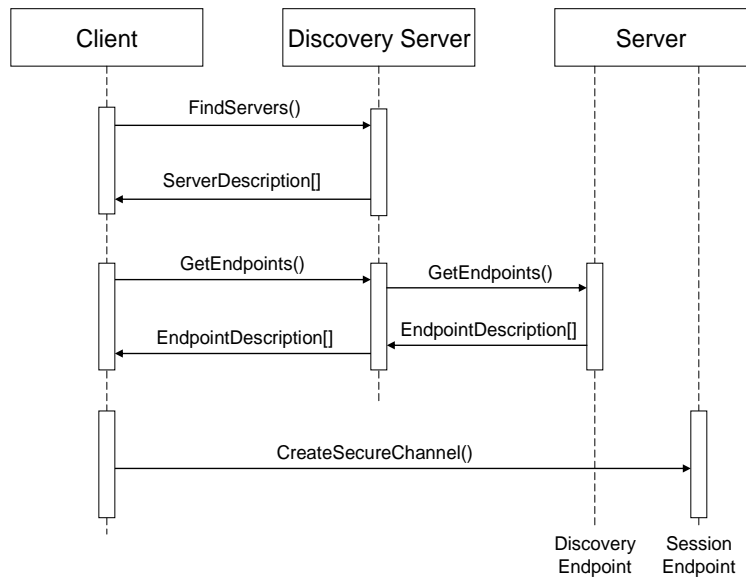 Client
Discovery Server
Server
FindServers()
ServerDescription[]
GetEndpoints()
GetEndpoints()
EndpointDescription[]
EndpointDescription[]
CreateSecureChannel()
Discovery
Endpoint
Session
Endpoint